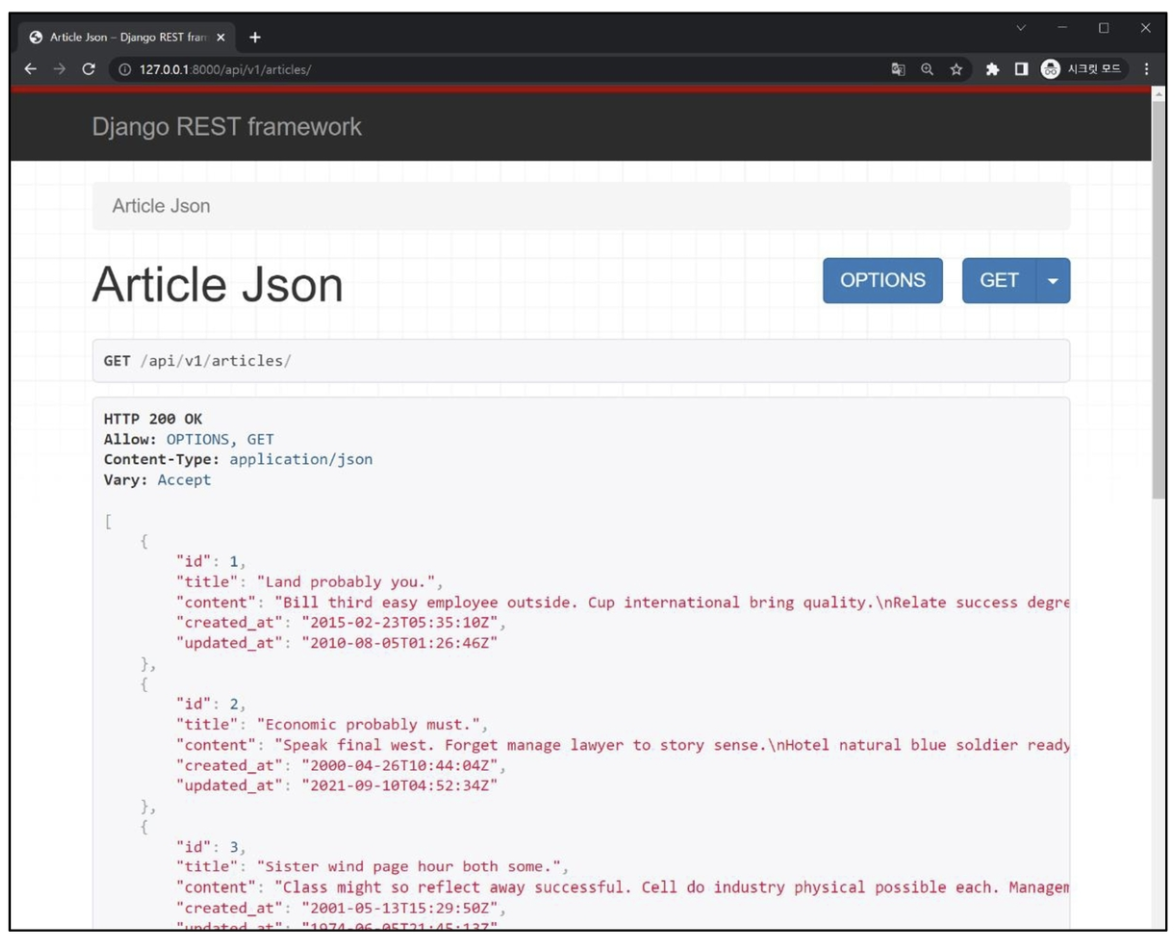 Article Json – Django REST fram
127.0.0.1:8000/api/v1/articles/
시크릿 모드
Django REST framework
Article Json
Article Json
OPTIONS
GET
GET /api/v1/articles/
HTTP 200 OK
Allow: OPTIONS, GET
Content-Type: application/json
Vary: Accept
[
{
"id": 1,
"title": "Land probably you.",
"content": "Bill third easy employee outside. Cup international bring quality.\nRelate success degre
"created_at": "2015-02-23T05:35:10Z",
"updated_at": "2010-08-05T01:26:46Z"
},
{
"id": 2,
"title": "Economic probably must.",
"content": "Speak final west. Forget manage lawyer to story sense.\nHotel natural blue soldier ready
"created_at": "2000-04-26T10:44:04Z",
"updated_at": "2021-09-10T04:52:34Z"
},
{
"id": 3,
"title": "Sister wind page hour both some.",
"content": "Class might so reflect away successful. Cell do industry physical possible each. Managem
"created_at": "2001-05-13T15:29:50Z",
"updated_at": "1974-06-05T21:45:13Z"